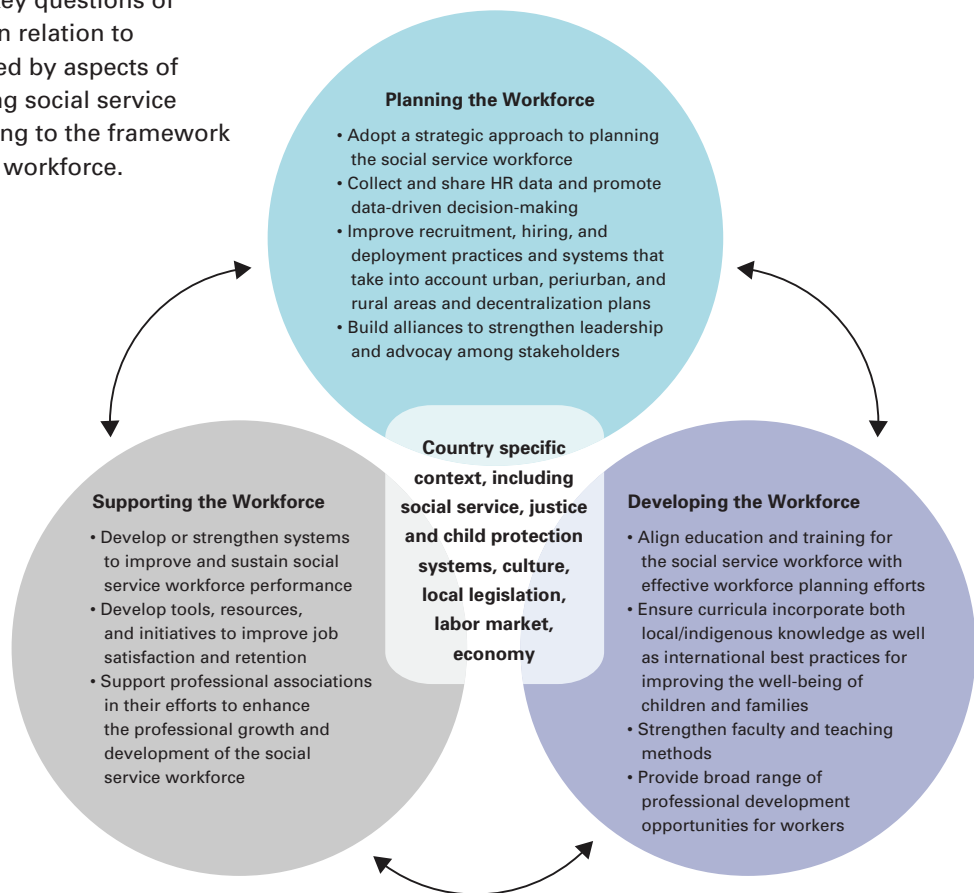 key questions of
n relation to
ed by aspects of
ng social service
ing to the framework
workforce.
Planning the Workforce
• Adopt a strategic approach to planning
the social service workforce
• Collect and share HR data and promote
data-driven decision-making
• Improve recruitment, hiring, and
deployment practices and systems that
take into account urban, periurban, and
rural areas and decentralization plans
• Build alliances to strengthen leadership
and advocay among stakeholders
Country specific
context, including
social service, justice
and child protection
systems, culture,
local legislation,
labor market,
economy
Supporting the Workforce
• Develop or strengthen systems
to improve and sustain social
service workforce performance
• Develop tools, resources,
and initiatives to improve job
satisfaction and retention
• Support professional associations
in their efforts to enhance
the professional growth and
development of the social
service workforce
Developing the Workforce
• Align education and training for
the social service workforce with
effective workforce planning efforts
• Ensure curricula incorporate both
local/indigenous knowledge as well
as international best practices for
improving the well-being of
children and families
• Strengthen faculty and teaching
methods
• Provide broad range of
professional development
opportunities for workers